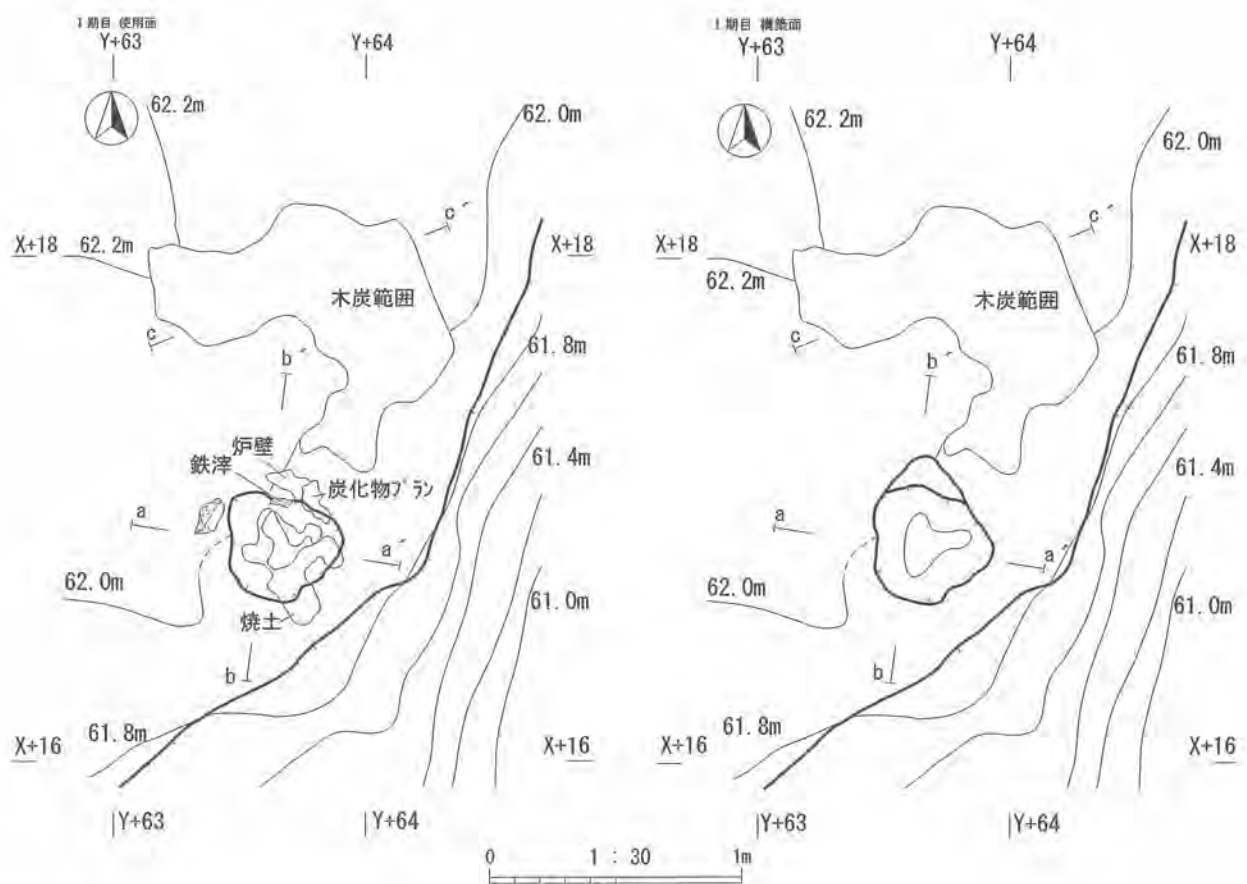 1期目 使用面
Y+63
Y+64
62.2m
62.0m
X+18
62.2m
c´
X+18
木炭範囲
c
b´
61.8m
炉壁
鉄滓
炭化物プラン
61.4m
a
a´
62.0m
61.0m
焼土
b
61.8m
X+16
X+16
Y+63
Y+64
1期目 構築面
Y+63
Y+64
62.2m
62.0m
c´
X+18
X+18
62.2m
木炭範囲
c
61.8m
b´
61.4m
a
a´
62.0m
61.0m
b
61.8m
X+16
X+16
Y+63
Y+64
0 1 : 30 1m